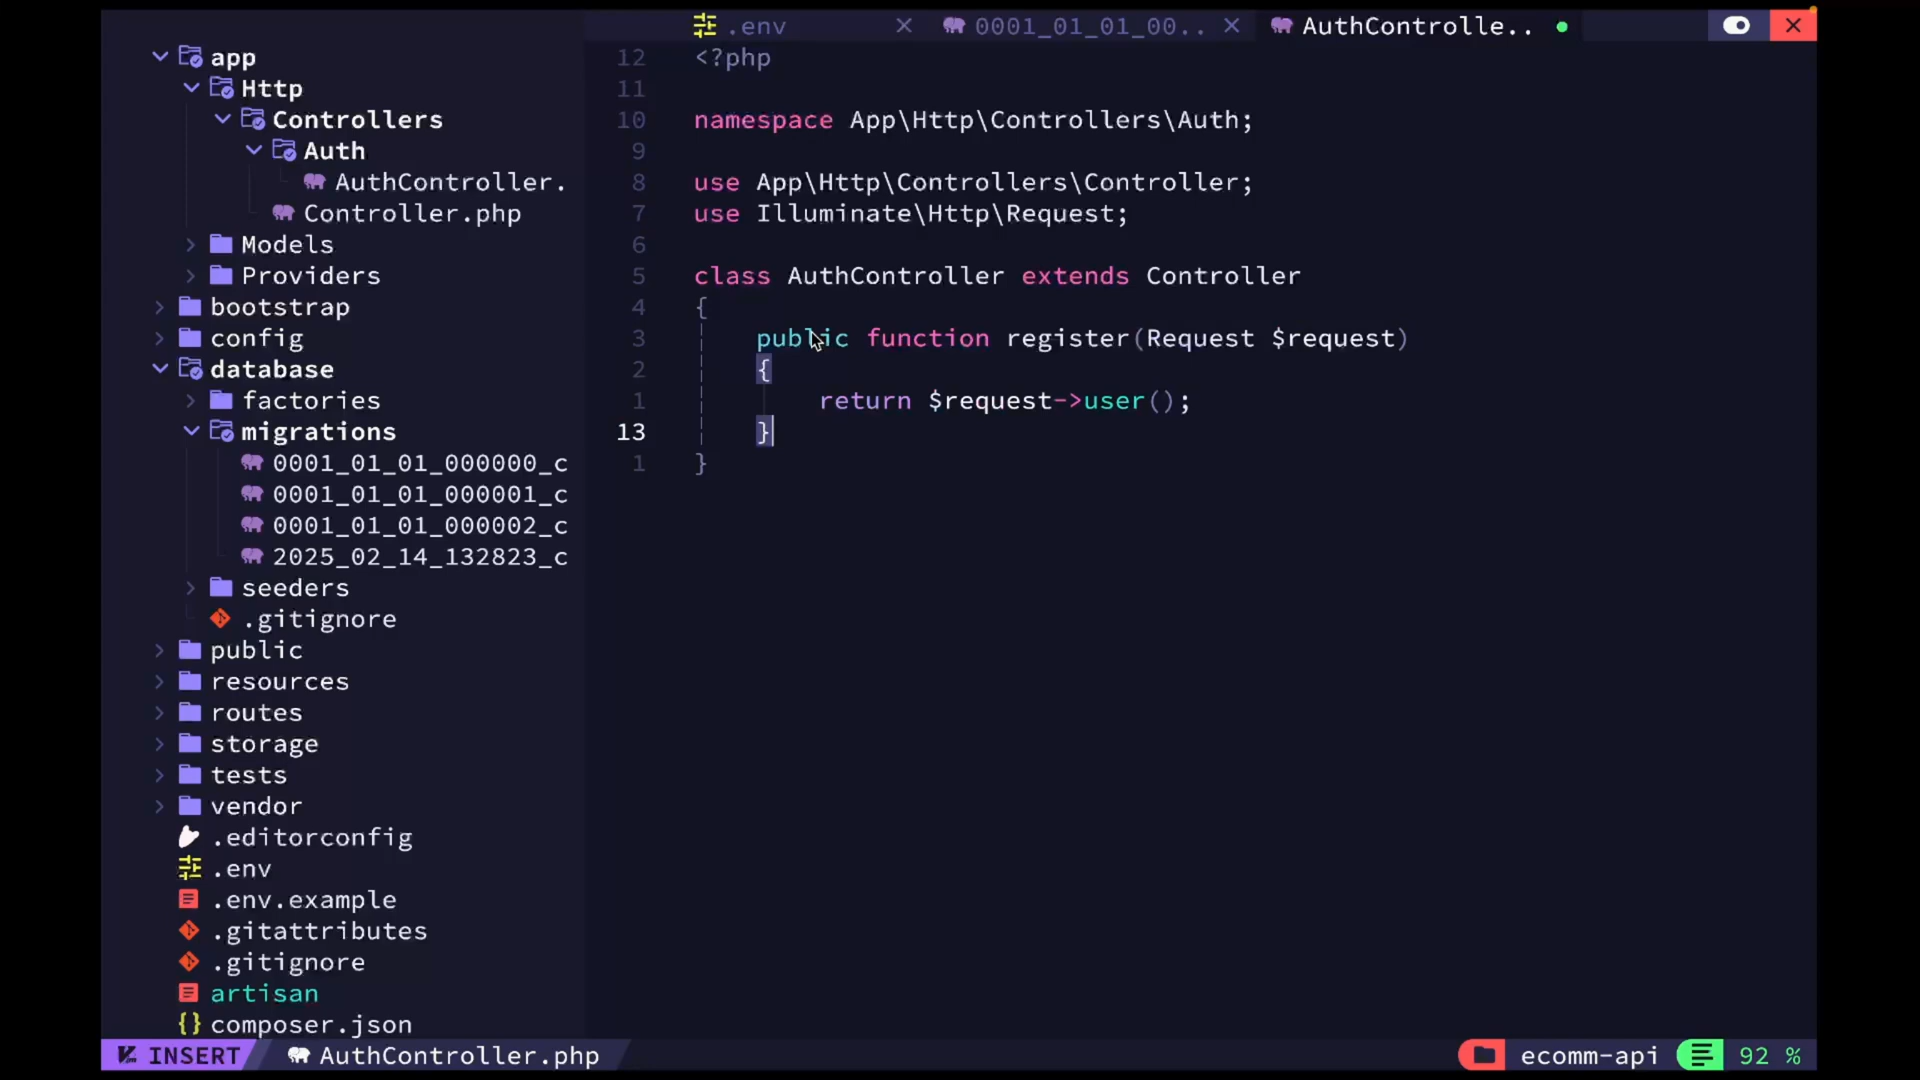 .env
0001_01_01_00..
AuthControlle..
app
Http
Controllers
Auth
AuthController.
Controller.php
Models
Providers
bootstrap
config
database
factories
migrations
0001_01_01_000000_c
0001_01_01_000001_c
0001_01_01_000002_c
2025_02_14_132823_c
seeders
.gitignore
public
resources
routes
storage
tests
vendor
.editorconfig
.env
.env.example
.gitattributes
.gitignore
artisan
{} composer.json
12 <?php
11
10 namespace App\Http\Controllers\Auth;
9
8 use App\Http\Controllers\Controller;
7 use Illuminate\Http\Request;
6
5 class AuthController extends Controller
4 {
3 public function register(Request $request)
2 {
1 return $request->user();
13 }
1 }
INSERT AuthController.php
ecomm-api 92 %